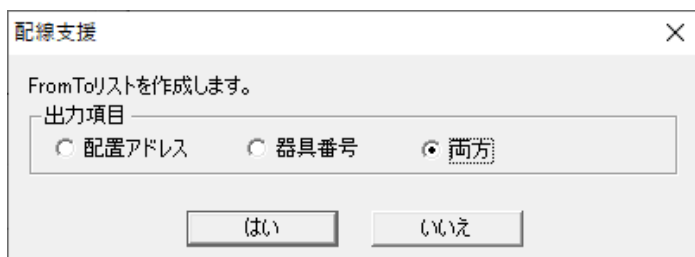 配線支援
FromToリストを作成します。
出力項目
配置アドレス 器具番号 両方
はい いいえ